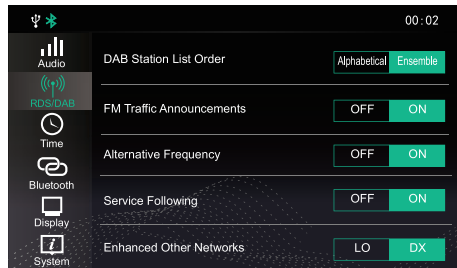 00:02
Audio
RDS/DAB
Time
Bluetooth
Display
System
DAB Station List Order Alphabetical Ensemble
FM Traffic Announcements OFF ON
Alternative Frequency OFF ON
Service Following OFF ON
Enhanced Other Networks LO DX